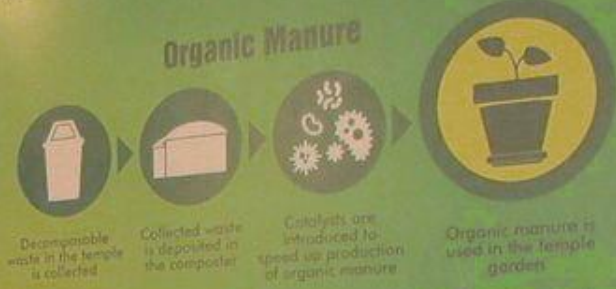 Organic Manure
Decomposable
waste in the temple
is collected
Collected waste
is deposited in
the composter
Catalysts are
introduced to
speed up production
of organic manure
Organic manure is
used in the temple
garden